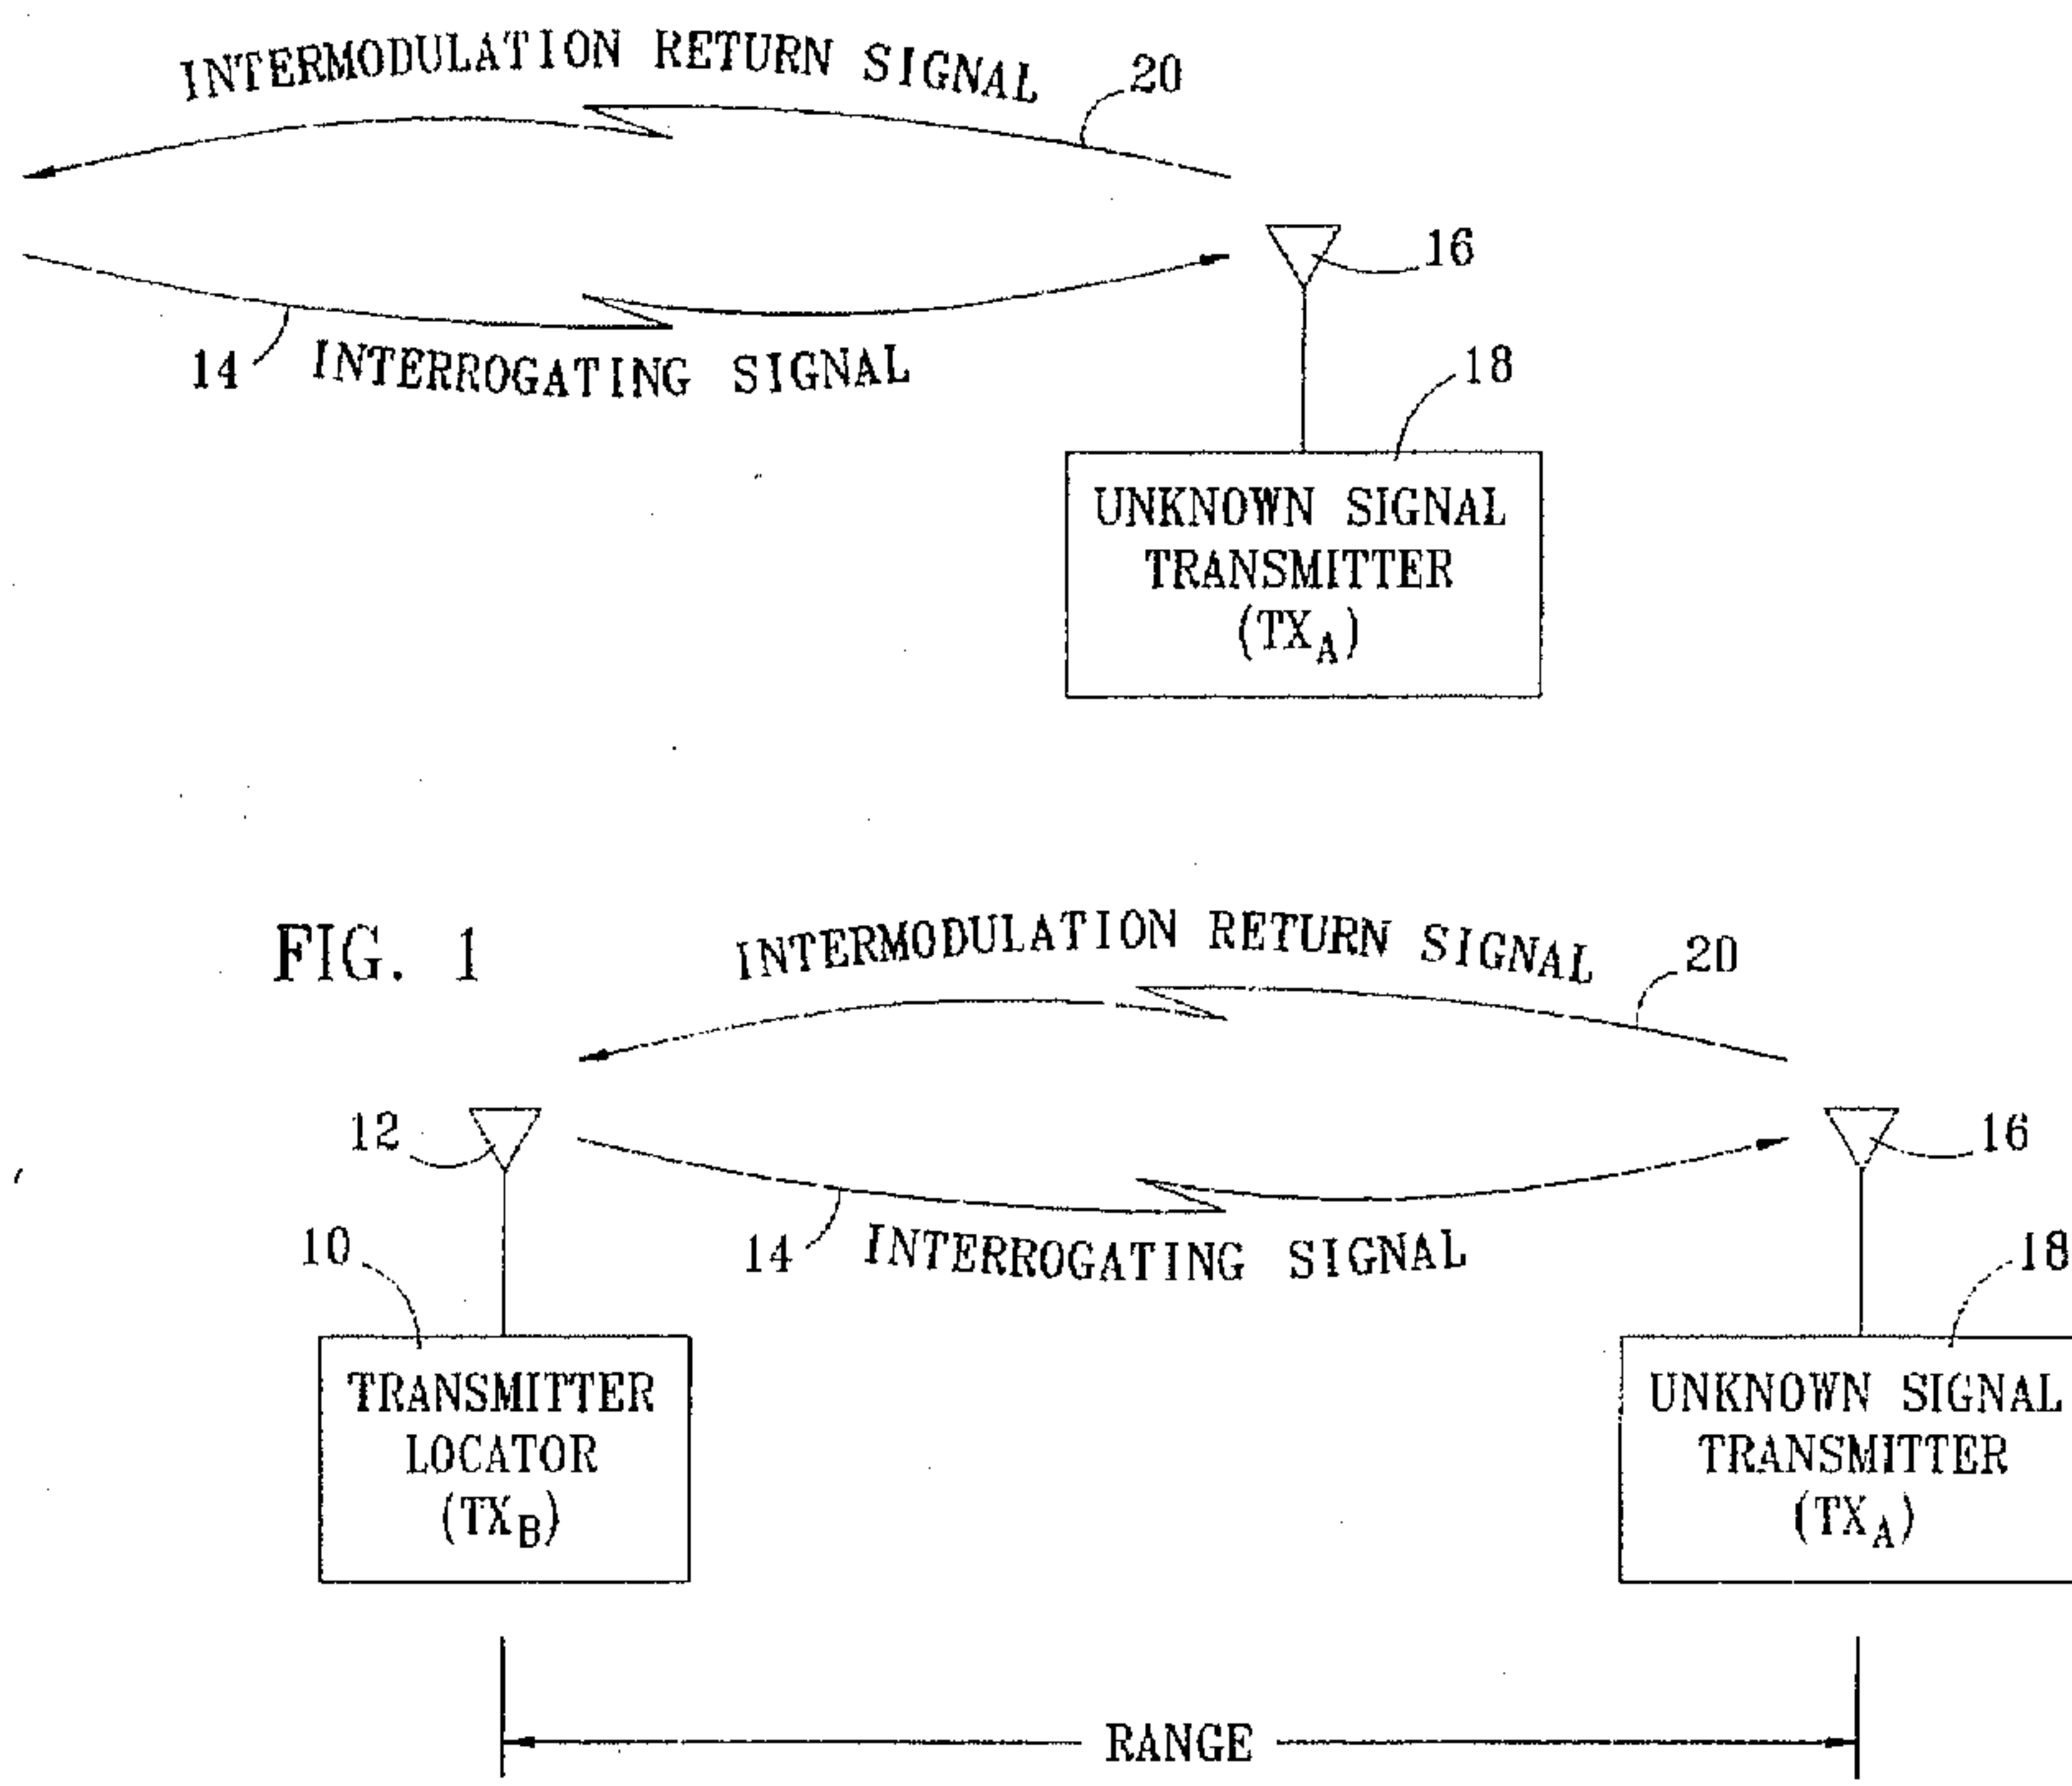 INTERMODULATION RETURN SIGNAL
20
16
14
INTERROGATING SIGNAL
18
UNKNOWN SIGNAL
TRANSMITTER
(TXA)
FIG. 1
INTERMODULATION RETURN SIGNAL
20
12
16
10
14
INTERROGATING SIGNAL
18
TRANSMITTER
LOCATOR
(TXB)
UNKNOWN SIGNAL
TRANSMITTER
(TXA)
RANGE